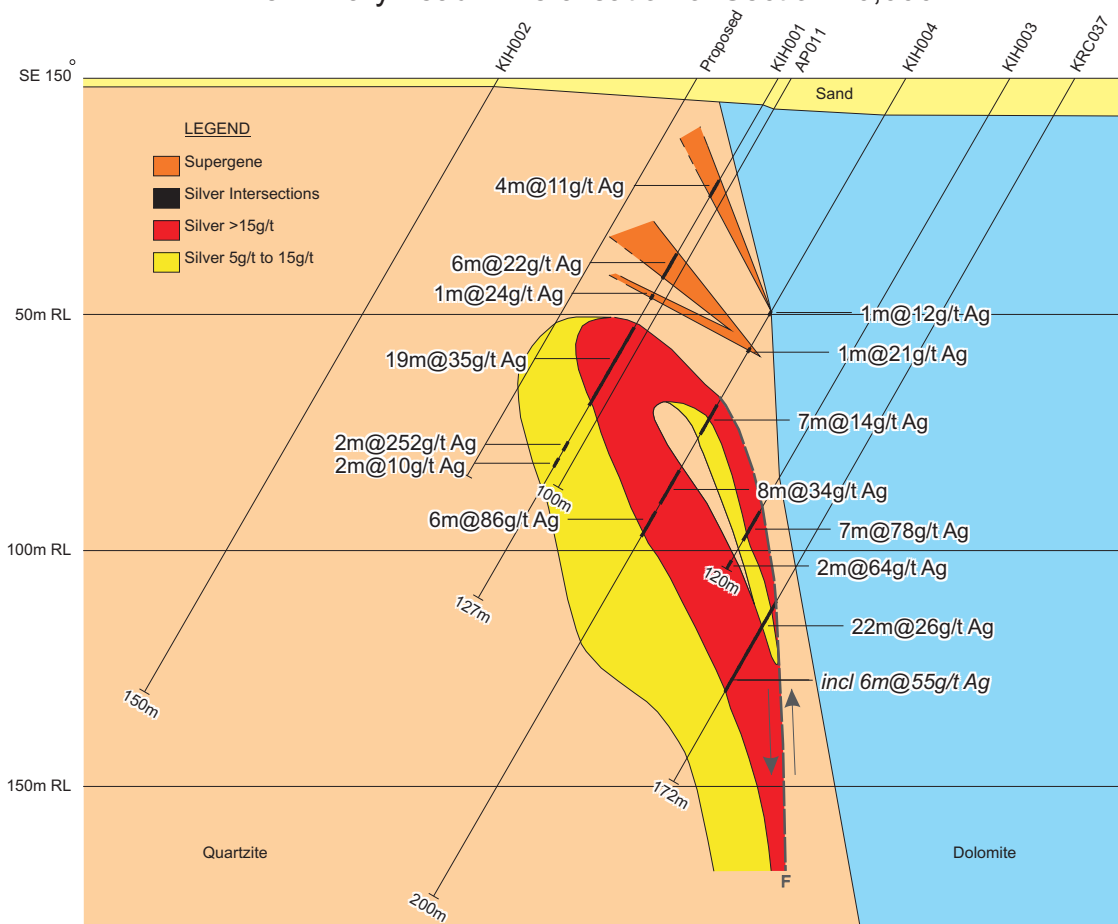 KIH002
Proposed
KIH001
AP011
KIH004
KIH003
KRC037
SE 150°
Sand
LEGEND
Supergene
Silver Intersections
Silver >15g/t
Silver 5g/t to 15g/t
4m@11g/t Ag
6m@22g/t Ag
1m@24g/t Ag
50m RL
1m@12g/t Ag
1m@21g/t Ag
19m@35g/t Ag
7m@14g/t Ag
2m@252g/t Ag
2m@10g/t Ag
100m
8m@34g/t Ag
6m@86g/t Ag
7m@78g/t Ag
100m RL
2m@64g/t Ag
120m
127m
22m@26g/t Ag
incl 6m@55g/t Ag
150m
150m RL
172m
Quartzite
Dolomite
F
200m